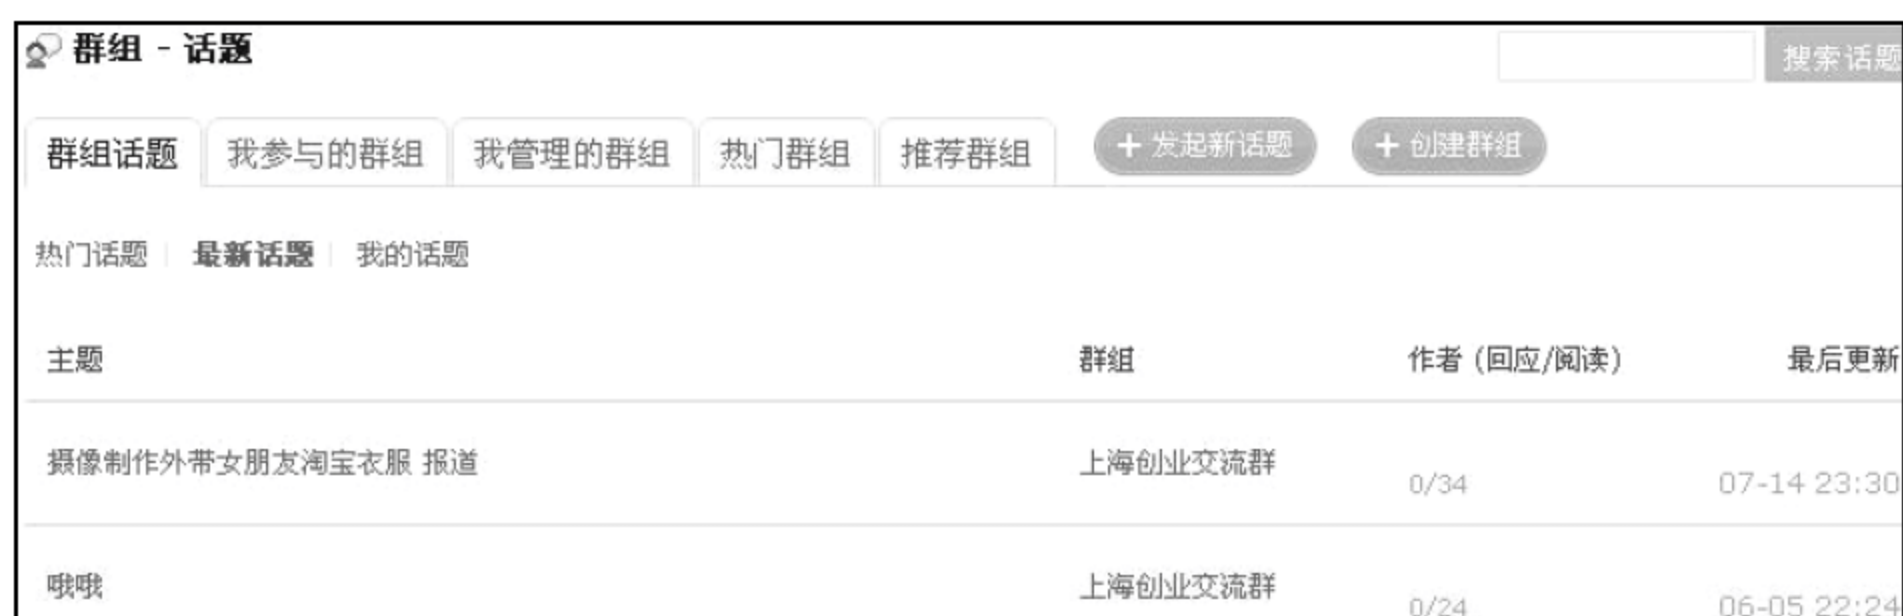 群组 - 话题 搜索话题
群组话题 我参与的群组 我管理的群组 热门群组 推荐群组 + 发起新话题 + 创建群组
热门话题 最新话题 我的话题
主题 群组 作者 (回应/阅读) 最后更新
摄像制作外带女朋友淘宝衣服 报道 上海创业交流群 0/34 07-14 23:30
哦哦 上海创业交流群 0/24 06-05 22:24